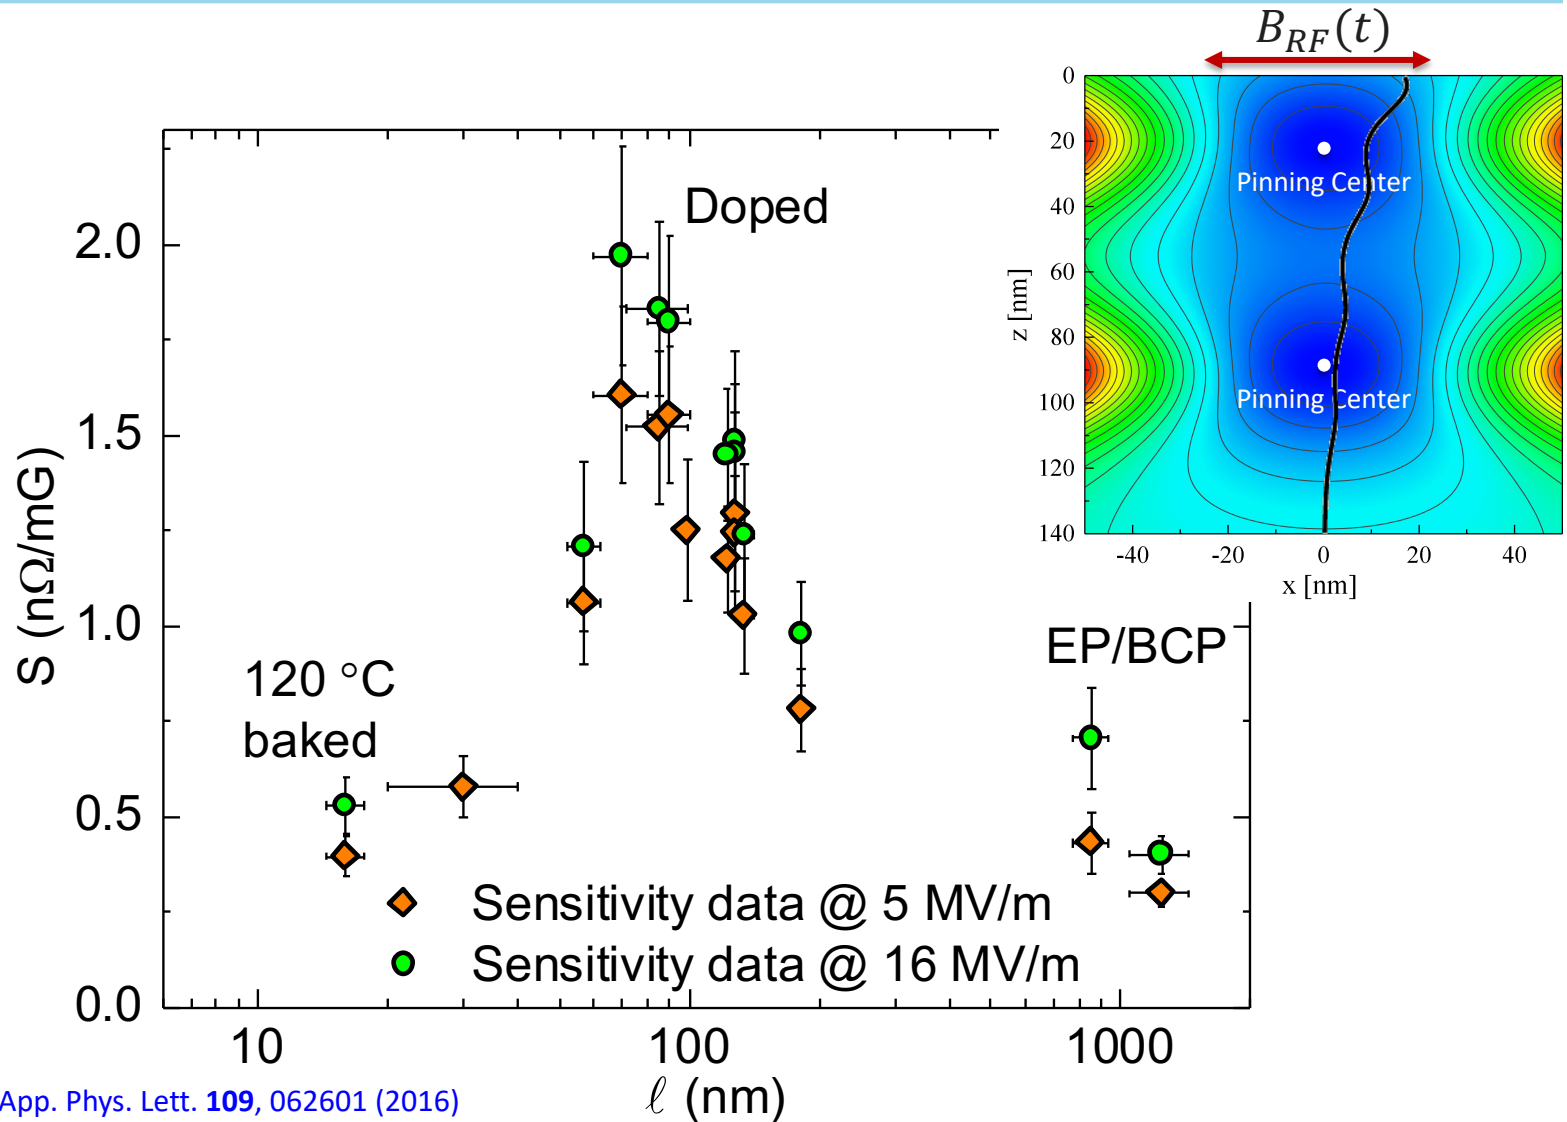 B_{RF}(t)
0
20
40
60
80
100
120
140
z [nm]
Pinning Center
Pinning Center
-40 -20 0 20 40
x [nm]
2.0
1.5
1.0
0.5
0.0
S (nΩ/mG)
Doped
120 °C
baked
EP/BCP
Sensitivity data @ 5 MV/m
Sensitivity data @ 16 MV/m
10 100 1000
ℓ (nm)
App. Phys. Lett. 109, 062601 (2016)